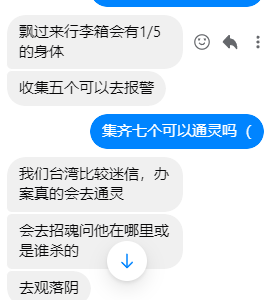 飘过来行李箱会有1/5
的身体
收集五个可以去报警
集齐七个可以通灵吗（
我们台湾比较迷信，办
案真的会去通灵
会去招魂问他在哪里或
是谁杀的
去观落阴